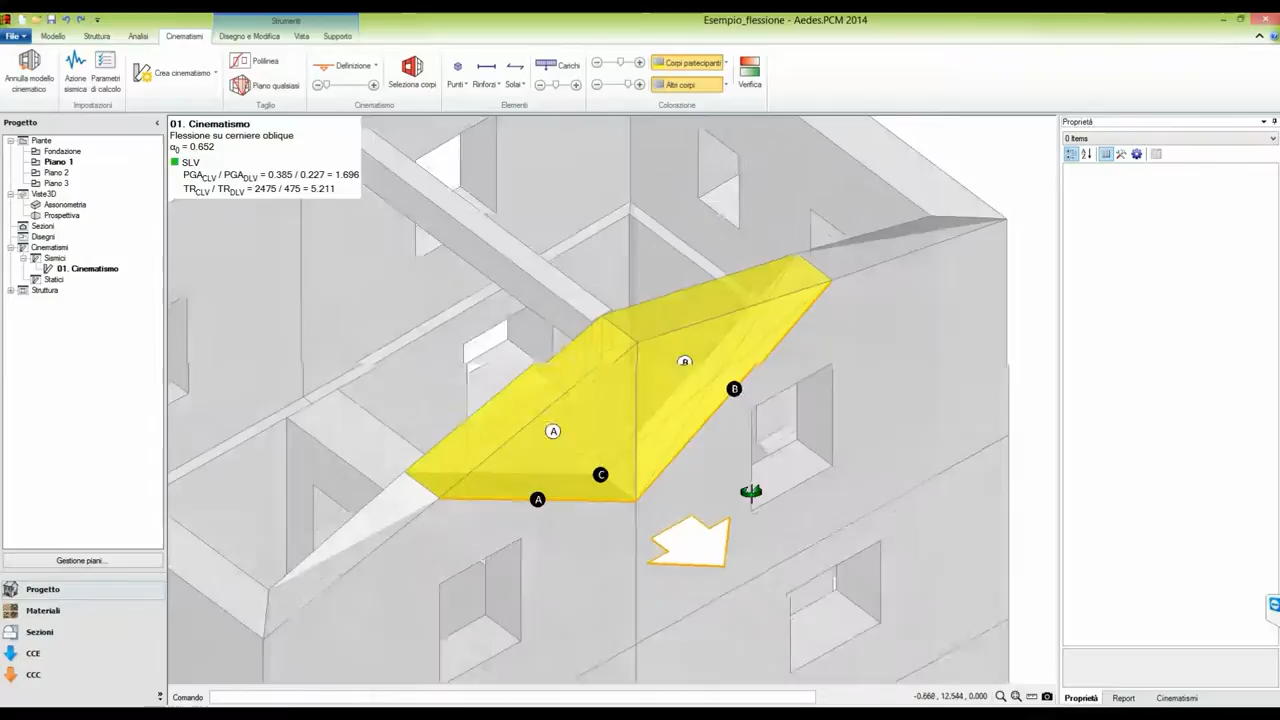 Strumenti
Esempio_flessione - Aedes.PCM 2014
File Modello Struttura Analisi Cinematismi Disegno e Modifica Vista Supporto
Annulla modello cinematico
Azione sismica
Parametri di calcolo
Impostazioni
Crea cinematismo
Polilinea
Piano qualsiasi
Taglio
Definizione
Seleziona corpi
Cinematismo
Punti Rinforzi Solai
Carichi
Elementi
Corpi partecipanti
Altri corpi
Colorazione
Verifica
Progetto
Piante
Fondazione
Piano 1
Piano 2
Piano 3
Viste3D
Assonometria
Prospettiva
Sezioni
Disegni
Cinematismi
Sismici
01. Cinematismo
Statici
Struttura
Gestione piani...
Progetto
Materiali
Sezioni
CCE
CCC
01. Cinematismo
Flessione su cerniere oblique
α0 = 0.652
SLV
PGACLV / PGADLV = 0.385 / 0.227 = 1.696
TRCLV / TRDLV = 2475 / 475 = 5.211
B
B
A
C
A
Proprietà
0 Items
Comando
-0.668 , 12.544 , 0.000
Proprietà Report Cinematismi